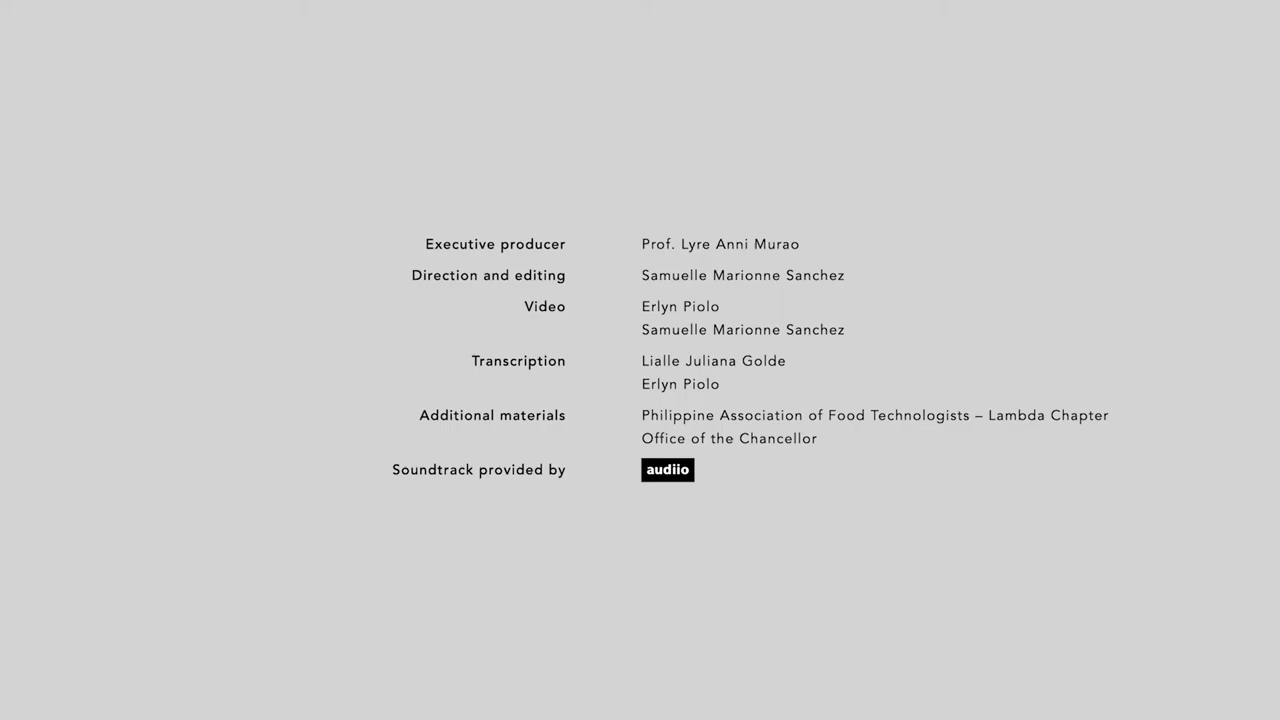 Executive producer Prof. Lyre Anni Murao
Direction and editing Samuelle Marionne Sanchez
Video Erlyn Piolo
Samuelle Marionne Sanchez
Transcription Lialle Juliana Golde
Erlyn Piolo
Additional materials Philippine Association of Food Technologists – Lambda Chapter
Office of the Chancellor
Soundtrack provided by audiio